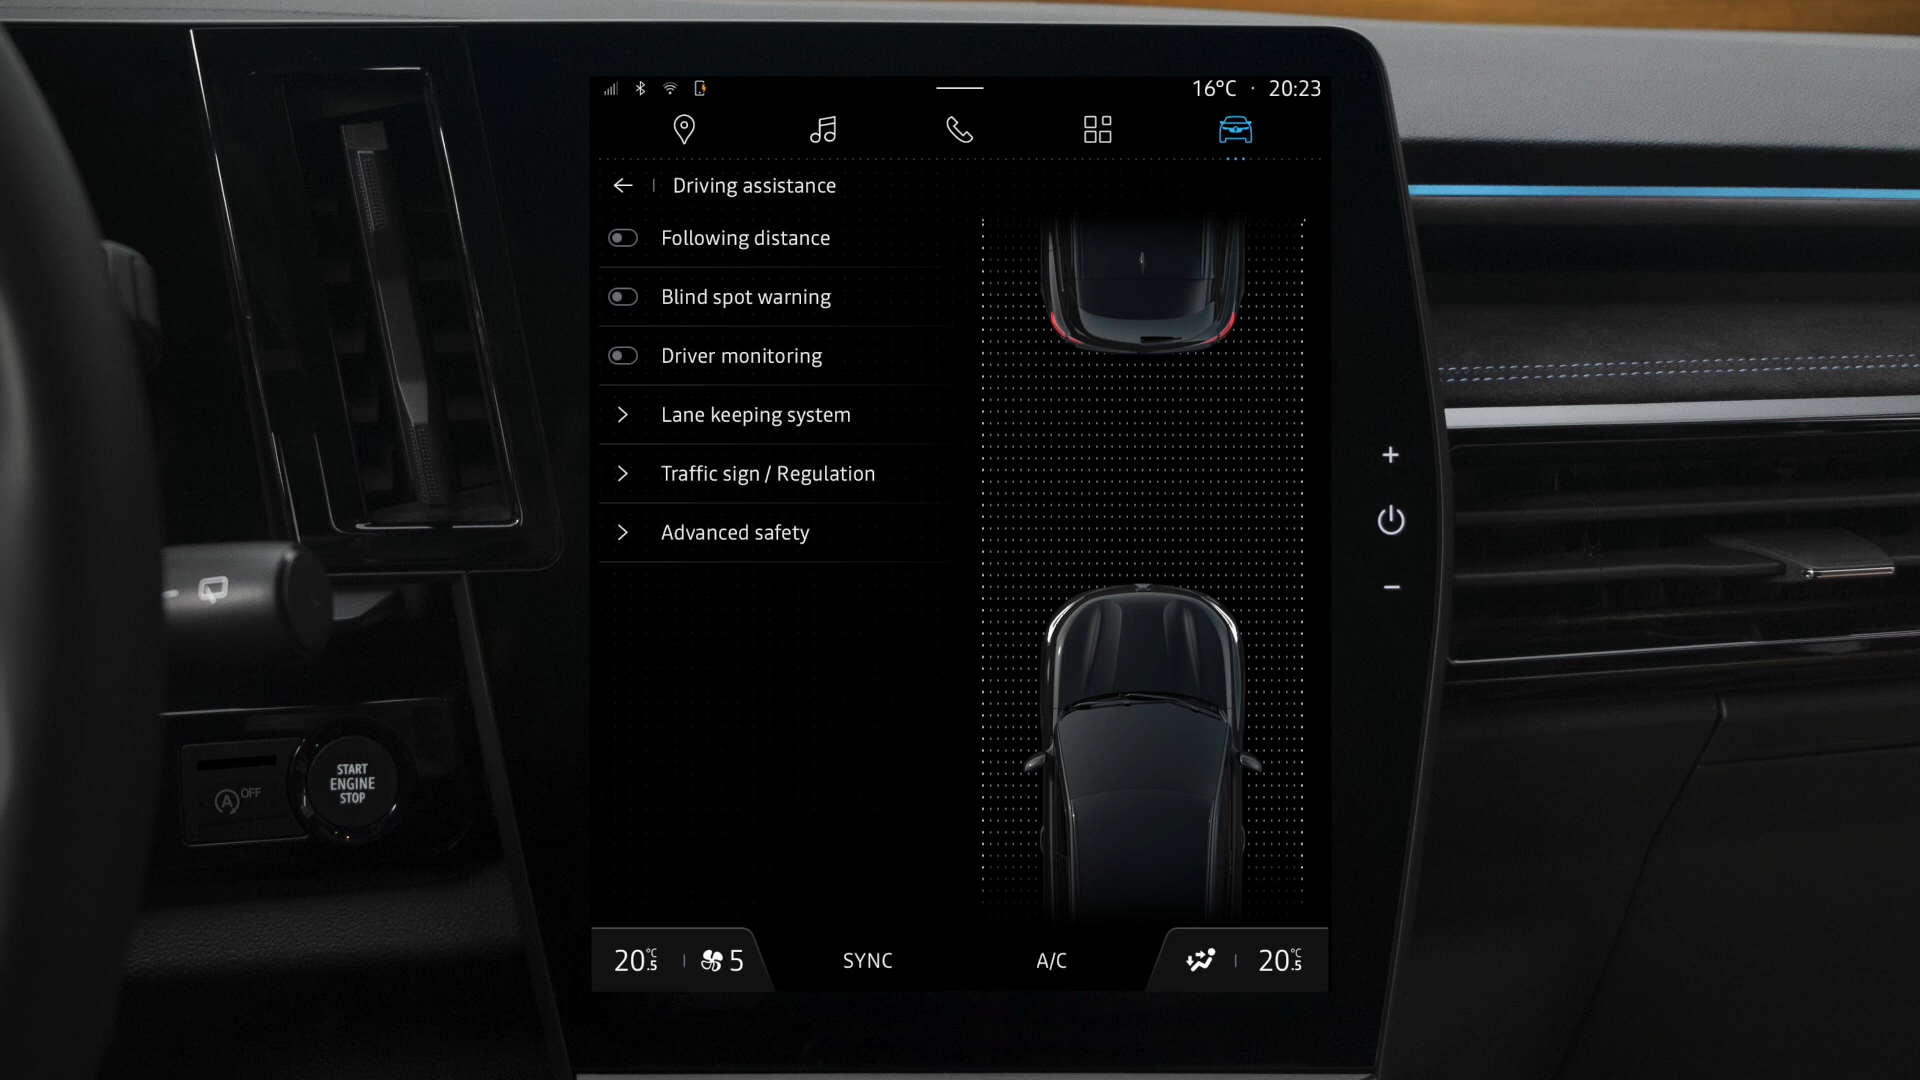 16°C · 20:23
Driving assistance
Following distance
Blind spot warning
Driver monitoring
Lane keeping system
Traffic sign / Regulation
Advanced safety
START
ENGINE
STOP
A OFF
20.5°C 5 SYNC A/C 20.5°C